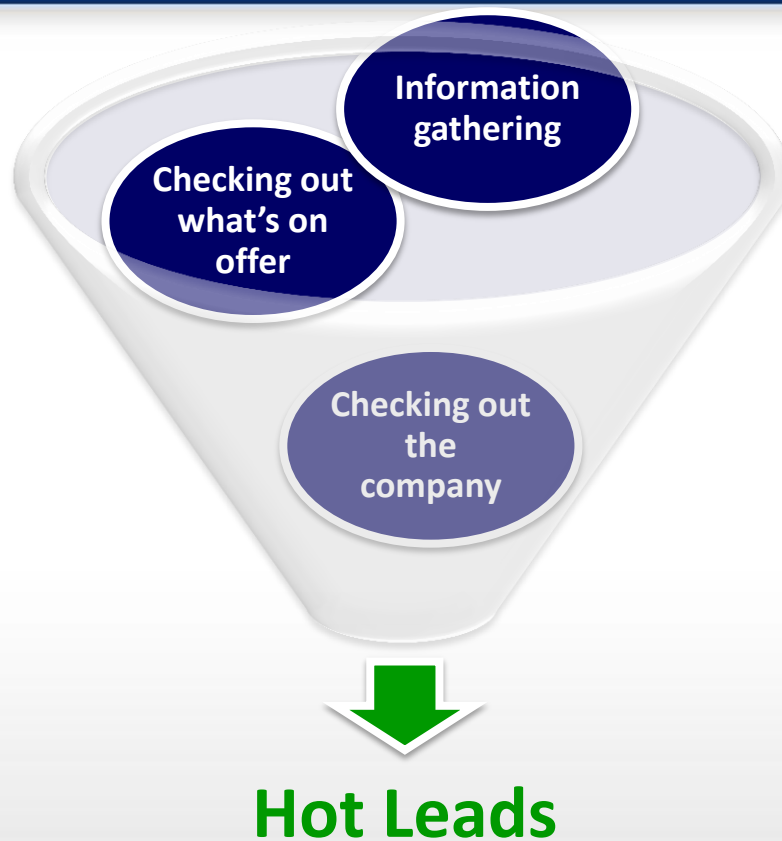 Information
gathering
Checking out
what’s on
offer
Checking out
the
company
Hot Leads